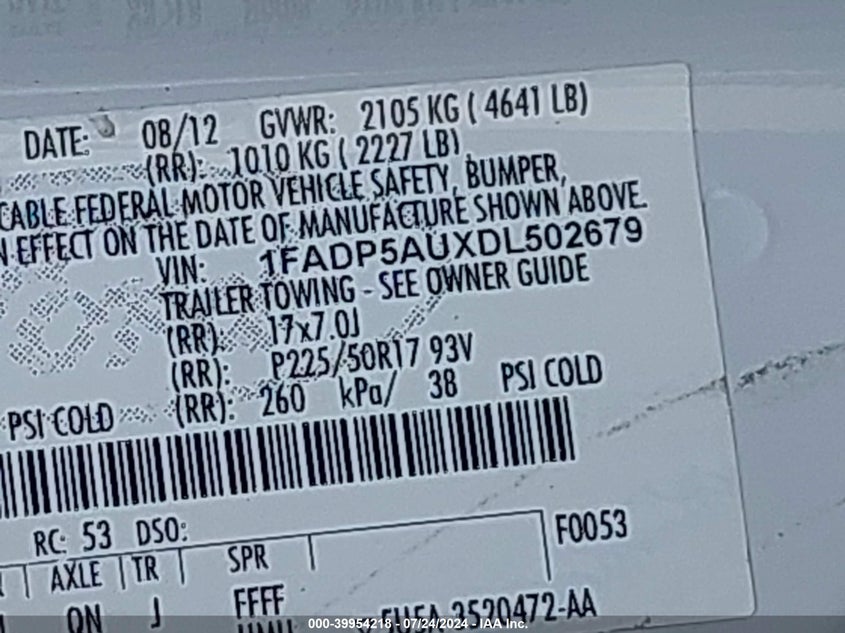 DATE: 08/12 GVWR: 2105 KG ( 4641 LB)
(RR): 1010 KG ( 2227 LB)
CABLE FEDERAL MOTOR VEHICLE SAFETY, BUMPER,
N EFFECT ON THE DATE OF MANUFACTURE SHOWN ABOVE.
VIN: 1FADP5AUXDL502679
TRAILER TOWING - SEE OWNER GUIDE
(RR): 17x7.0J
(RR): P225/50R17 93V
PSI COLD (RR): 260 kPa/ 38 PSI COLD
RC: 53 DSO:
F0053
AXLE TR SPR
ON J FFFF
3520472-AA
000-39954218 - 07/24/2024 - IAA Inc.